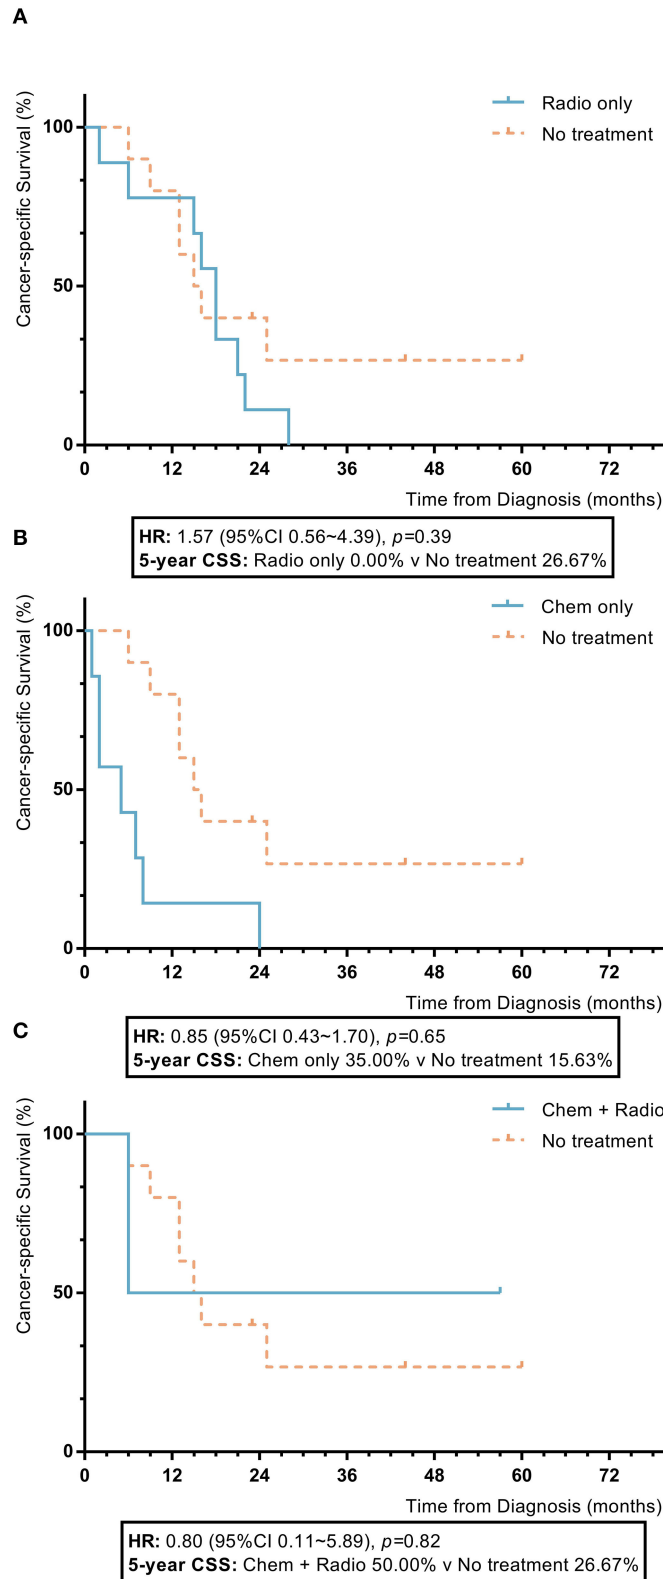 A
Cancer-specific Survival (%)
Radio only
No treatment
100
50
0
0 12 24 36 48 60 72
Time from Diagnosis (months)
HR: 1.57 (95%CI 0.56~4.39), p=0.39
5-year CSS: Radio only 0.00% v No treatment 26.67%
B
Cancer-specific Survival (%)
Chem only
No treatment
100
50
0
0 12 24 36 48 60 72
Time from Diagnosis (months)
HR: 0.85 (95%CI 0.43~1.70), p=0.65
5-year CSS: Chem only 35.00% v No treatment 15.63%
C
Cancer-specific Survival (%)
Chem + Radio
No treatment
100
50
0
0 12 24 36 48 60 72
Time from Diagnosis (months)
HR: 0.80 (95%CI 0.11~5.89), p=0.82
5-year CSS: Chem + Radio 50.00% v No treatment 26.67%